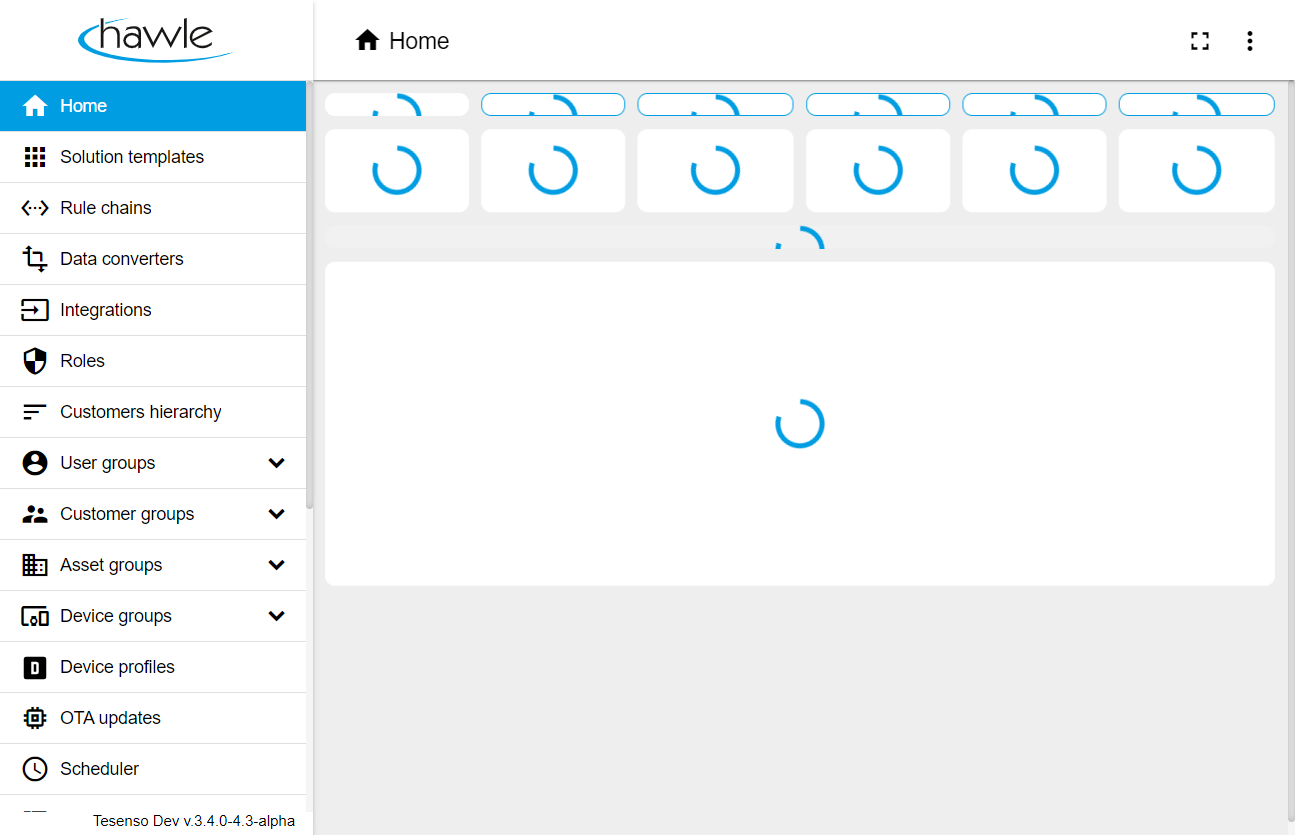 hawle
Home
Home
Solution templates
Rule chains
Data converters
Integrations
Roles
Customers hierarchy
User groups
Customer groups
Asset groups
Device groups
D
Device profiles
OTA updates
Scheduler
Tesenso Dev v.3.4.0-4.3-alpha